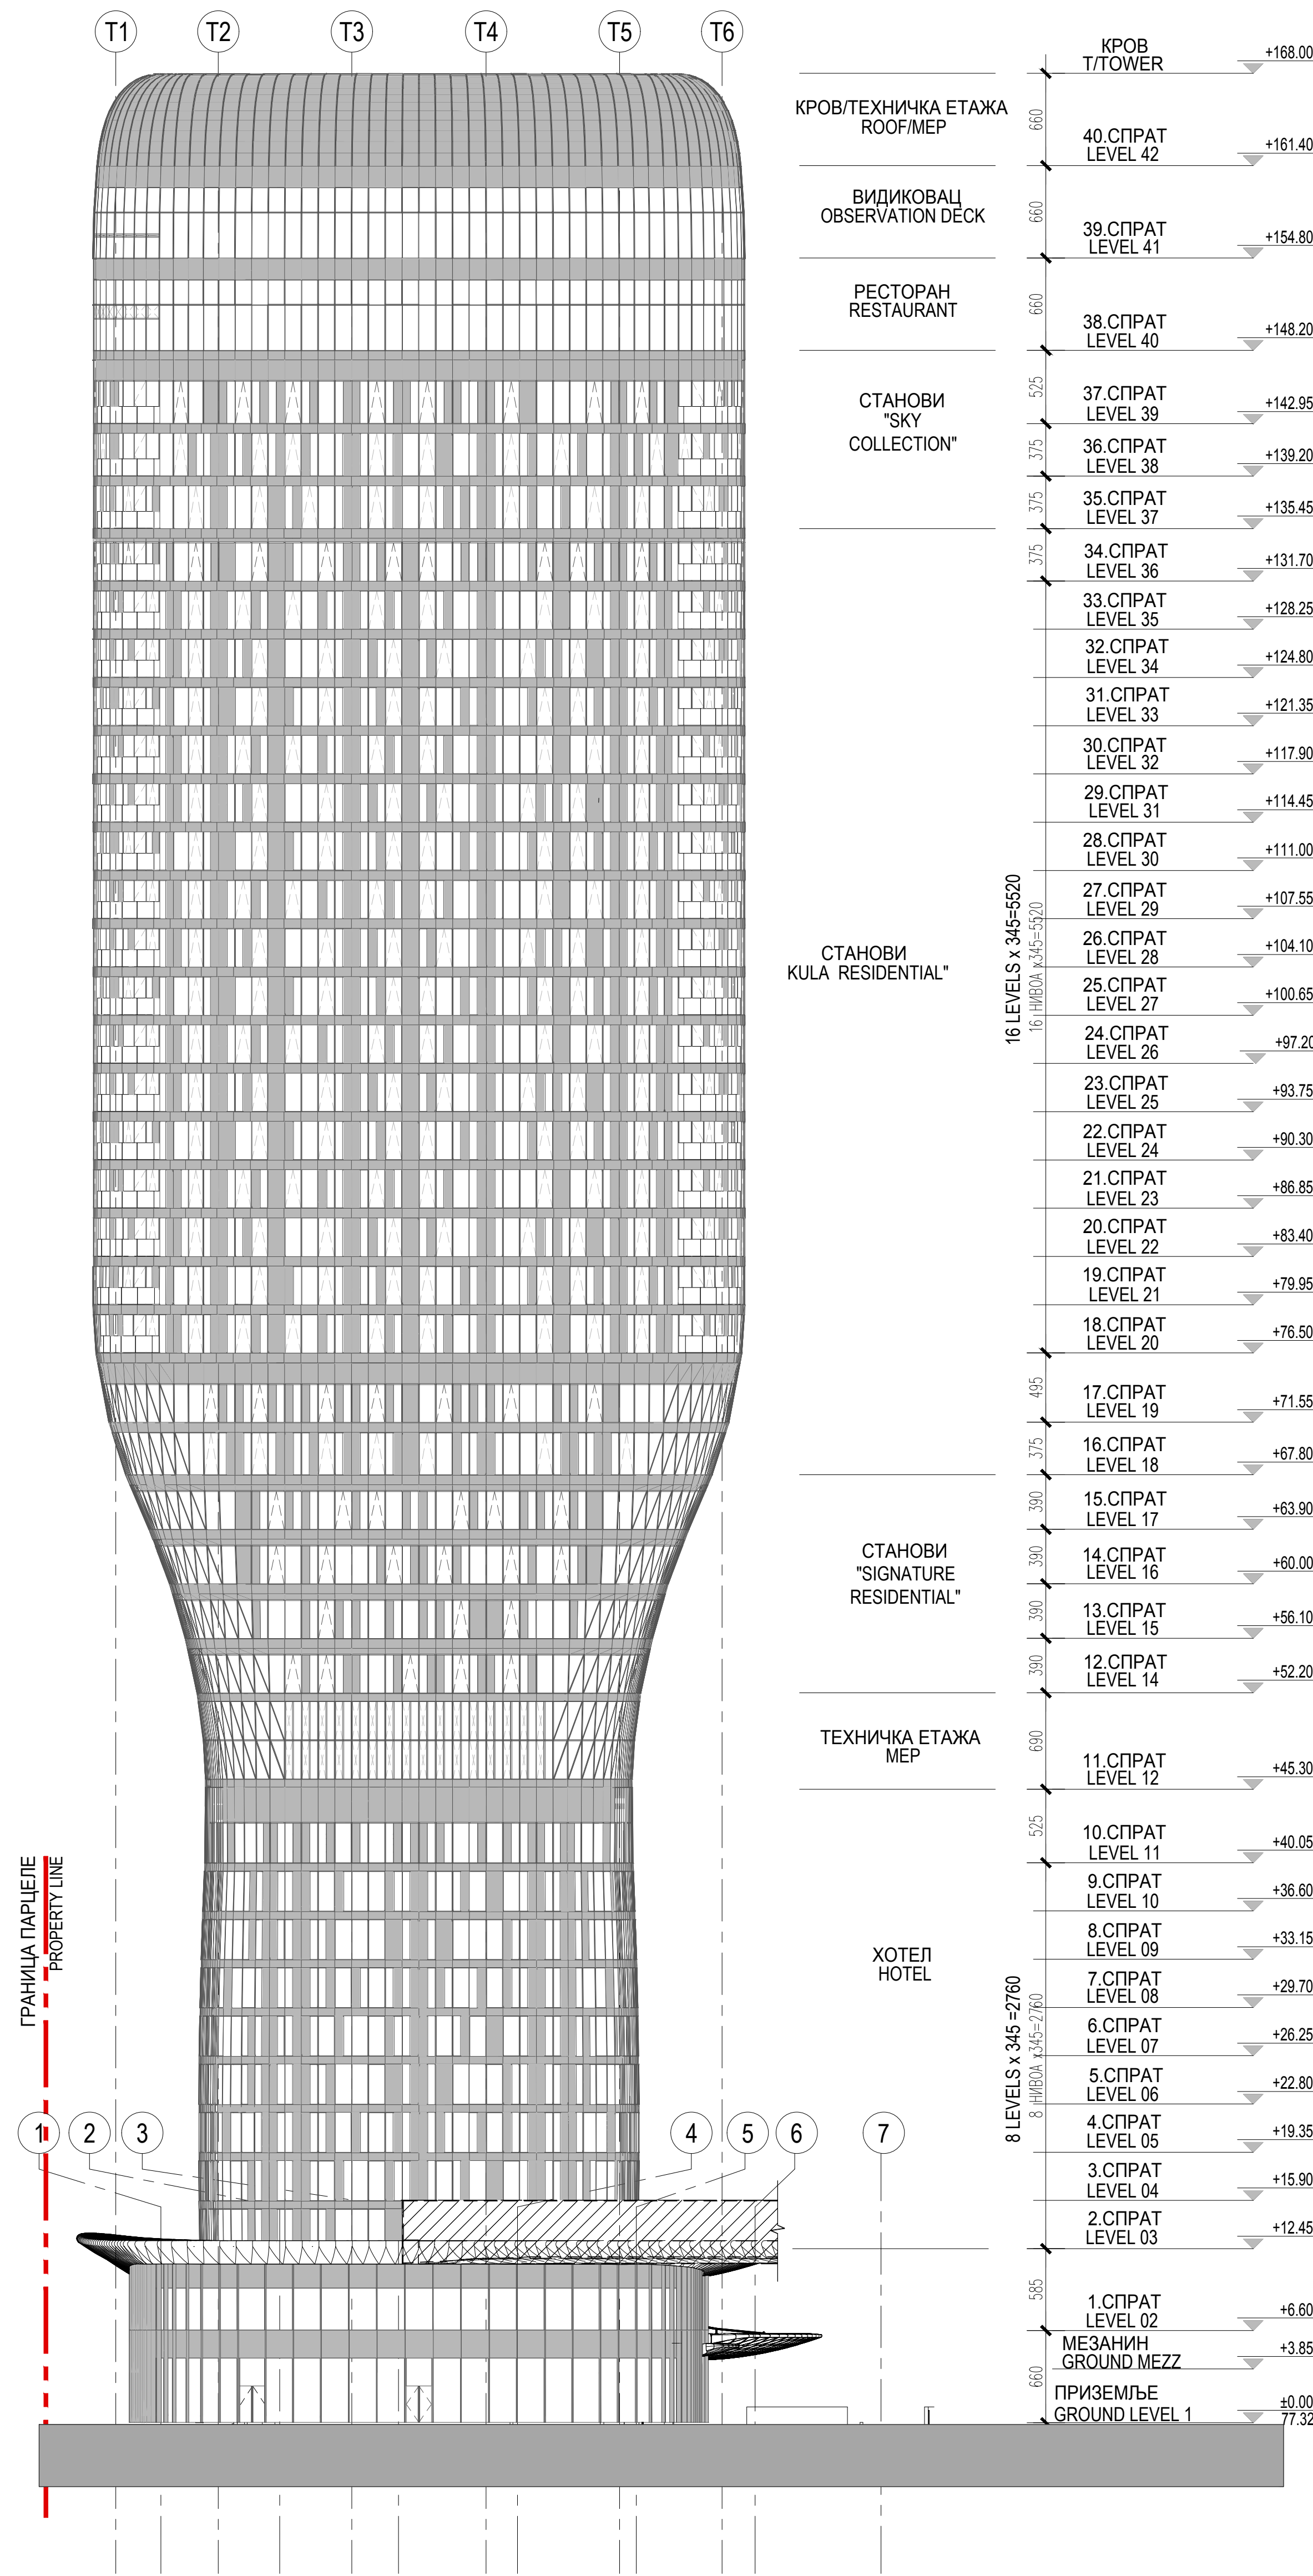 T1 T2 T3 T4 T5 T6
КРОВ
T/TOWER
+168.00
КРОВ/ТЕХНИЧКА ЕТАЖА
ROOF/MEP
660
40.СПРАТ
LEVEL 42
+161.40
ВИДИКОВАЦ
OBSERVATION DECK
660
39.СПРАТ
LEVEL 41
+154.80
РЕСТОРАН
RESTAURANT
660
38.СПРАТ
LEVEL 40
+148.20
СТАНОВИ
"SKY
COLLECTION"
525
37.СПРАТ
LEVEL 39
+142.95
375
36.СПРАТ
LEVEL 38
+139.20
375
35.СПРАТ
LEVEL 37
+135.45
375
34.СПРАТ
LEVEL 36
+131.70
33.СПРАТ
LEVEL 35
+128.25
32.СПРАТ
LEVEL 34
+124.80
31.СПРАТ
LEVEL 33
+121.35
30.СПРАТ
LEVEL 32
+117.90
29.СПРАТ
LEVEL 31
+114.45
28.СПРАТ
LEVEL 30
+111.00
27.СПРАТ
LEVEL 29
+107.55
СТАНОВИ
KULA RESIDENTIAL"
16 LEVELS x 345=5520
16 НИВОА x345=5520
26.СПРАТ
LEVEL 28
+104.10
25.СПРАТ
LEVEL 27
+100.65
24.СПРАТ
LEVEL 26
+97.20
23.СПРАТ
LEVEL 25
+93.75
22.СПРАТ
LEVEL 24
+90.30
21.СПРАТ
LEVEL 23
+86.85
20.СПРАТ
LEVEL 22
+83.40
19.СПРАТ
LEVEL 21
+79.95
18.СПРАТ
LEVEL 20
+76.50
495
17.СПРАТ
LEVEL 19
+71.55
375
16.СПРАТ
LEVEL 18
+67.80
390
15.СПРАТ
LEVEL 17
+63.90
СТАНОВИ
"SIGNATURE
RESIDENTIAL"
390
14.СПРАТ
LEVEL 16
+60.00
390
13.СПРАТ
LEVEL 15
+56.10
390
12.СПРАТ
LEVEL 14
+52.20
ТЕХНИЧКА ЕТАЖА
MEP
690
11.СПРАТ
LEVEL 12
+45.30
525
10.СПРАТ
LEVEL 11
+40.05
ГРАНИЦА ПАРЦЕЛЕ
PROPERTY LINE
9.СПРАТ
LEVEL 10
+36.60
ХОТЕЛ
HOTEL
8.СПРАТ
LEVEL 09
+33.15
8 LEVELS x 345 =2760
8 НИВОА x345=2760
7.СПРАТ
LEVEL 08
+29.70
6.СПРАТ
LEVEL 07
+26.25
5.СПРАТ
LEVEL 06
+22.80
1 2 3 4 5 6 7
4.СПРАТ
LEVEL 05
+19.35
3.СПРАТ
LEVEL 04
+15.90
2.СПРАТ
LEVEL 03
+12.45
585
1.СПРАТ
LEVEL 02
+6.60
МЕЗАНИН
GROUND MEZZ
+3.85
660
ПРИЗЕМЉЕ
GROUND LEVEL 1
±0.00
77.32